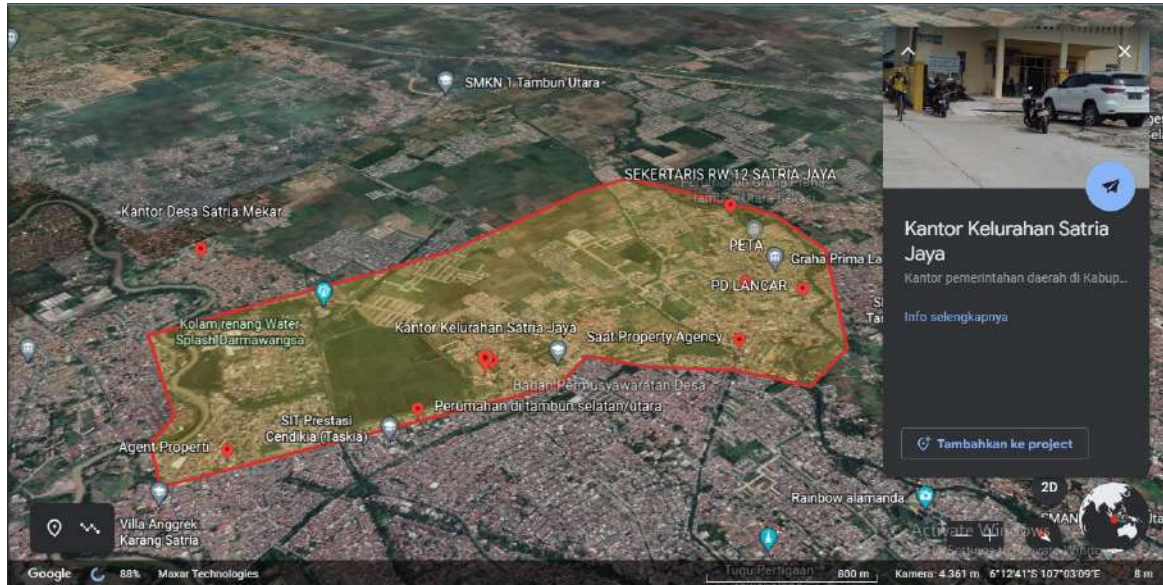 SMKN 1 Tambun Utara
SEKERTARIS RW 12 SATRIA JAYA
Kantor Desa Satria Mekar
PETA
Graha Prima La
PD LANCAR
Kolam renang Water
Splash Darmawangsa
Kantor Kelurahan Satria Jaya
Saat Property Agency
Badan Permusyawaratan Desa
Perumahan di tambun selatan/utara
SIT Prestasi
Cendikia (Taskia)
Agent Properti
Villa Anggrek
Karang Satria
Rainbow alamanda
Tugu Pertigaan
Kantor Kelurahan Satria
Jaya
Kantor pemerintahan daerah di Kabup...
Info selengkapnya
Tambahkan ke project
2D
SMAN
Activate Windows
Google 88% Maxar Technologies 800 m Kamera: 4.361 m 6°12'41"S 107°03'09"E 8 m